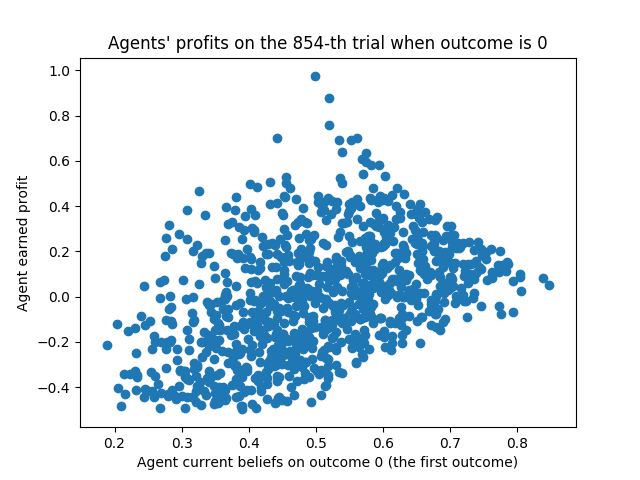 Agents' profits on the 854-th trial when outcome is 0
1.0
0.8
0.6
0.4
0.2
0.0
−0.2
−0.4
Agent earned profit
0.2 0.3 0.4 0.5 0.6 0.7 0.8
Agent current beliefs on outcome 0 (the first outcome)